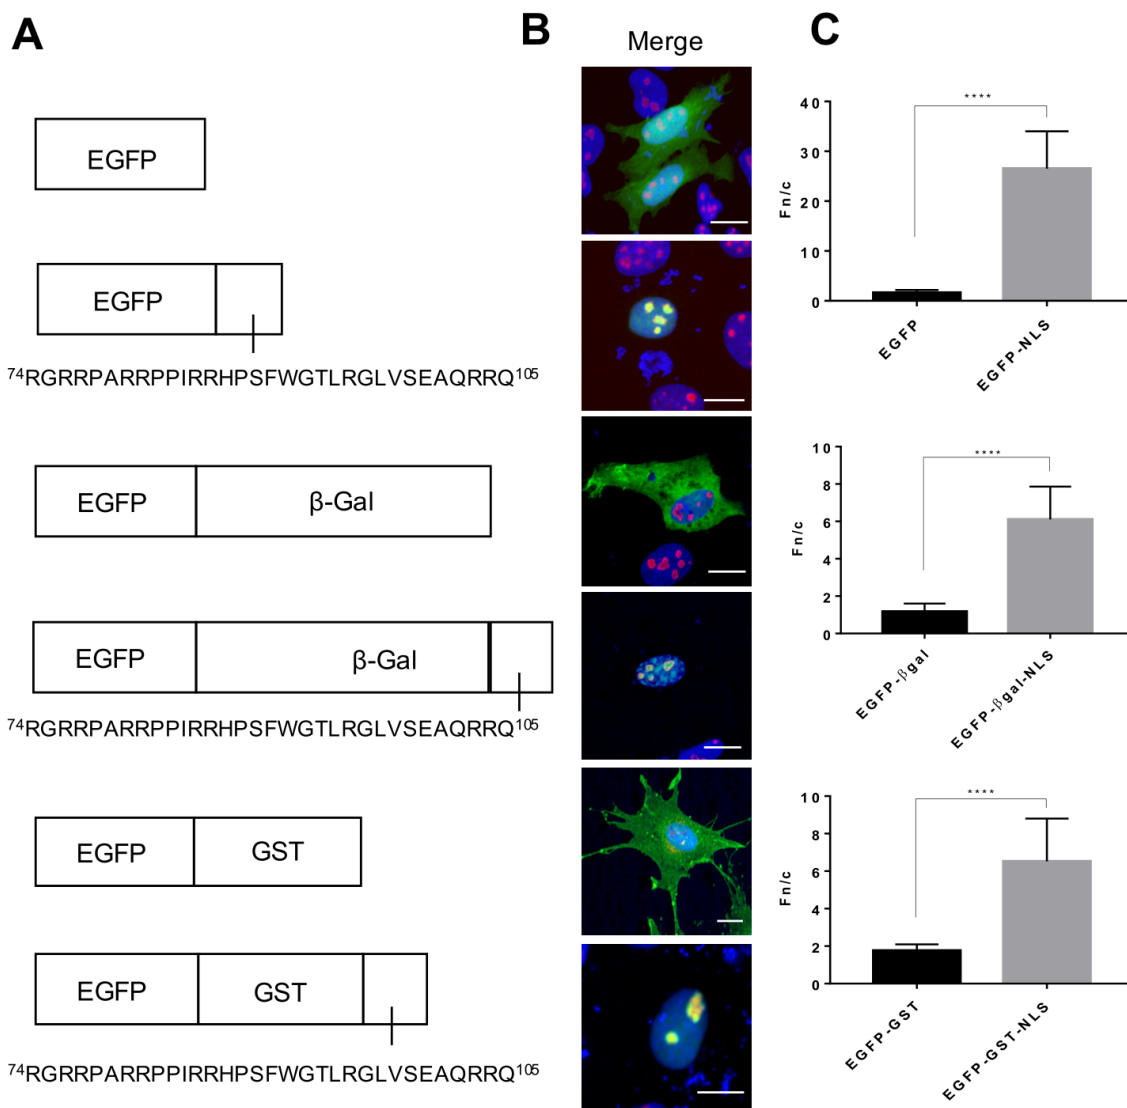 A
B
C
Merge
EGFP
EGFP
74RGRRPARRPPIRRHPSFWGTLRGLVSEAQRRQ105
EGFP β-Gal
EGFP β-Gal
74RGRRPARRPPIRRHPSFWGTLRGLVSEAQRRQ105
EGFP GST
EGFP GST
74RGRRPARRPPIRRHPSFWGTLRGLVSEAQRRQ105
****
Fn/c
40
30
20
10
0
EGFP
EGFP-NLS
****
Fn/c
10
8
6
4
2
0
EGFP-βgal
EGFP-βgal-NLS
****
Fn/c
10
8
6
4
2
0
EGFP-GST
EGFP-GST-NLS